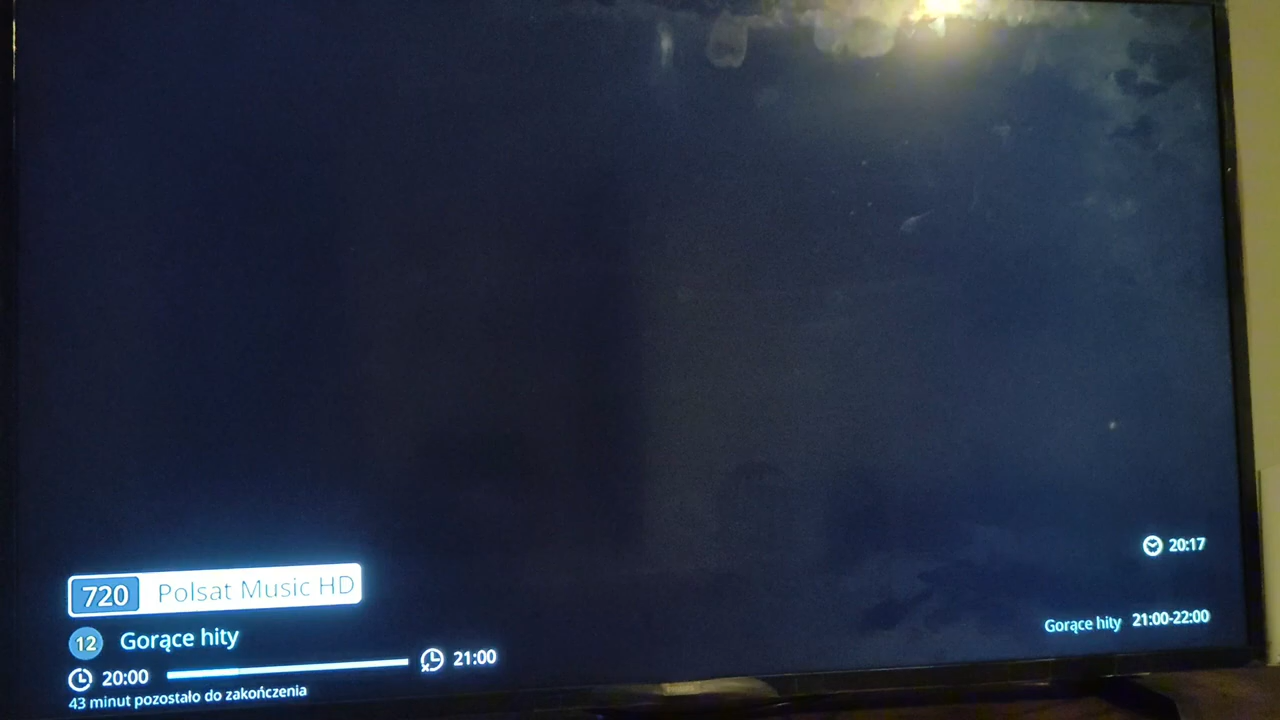 20:17
720 Polsat Music HD
12 Gorące hity
20:00 21:00
43 minut pozostało do zakończenia
Gorące hity 21:00-22:00